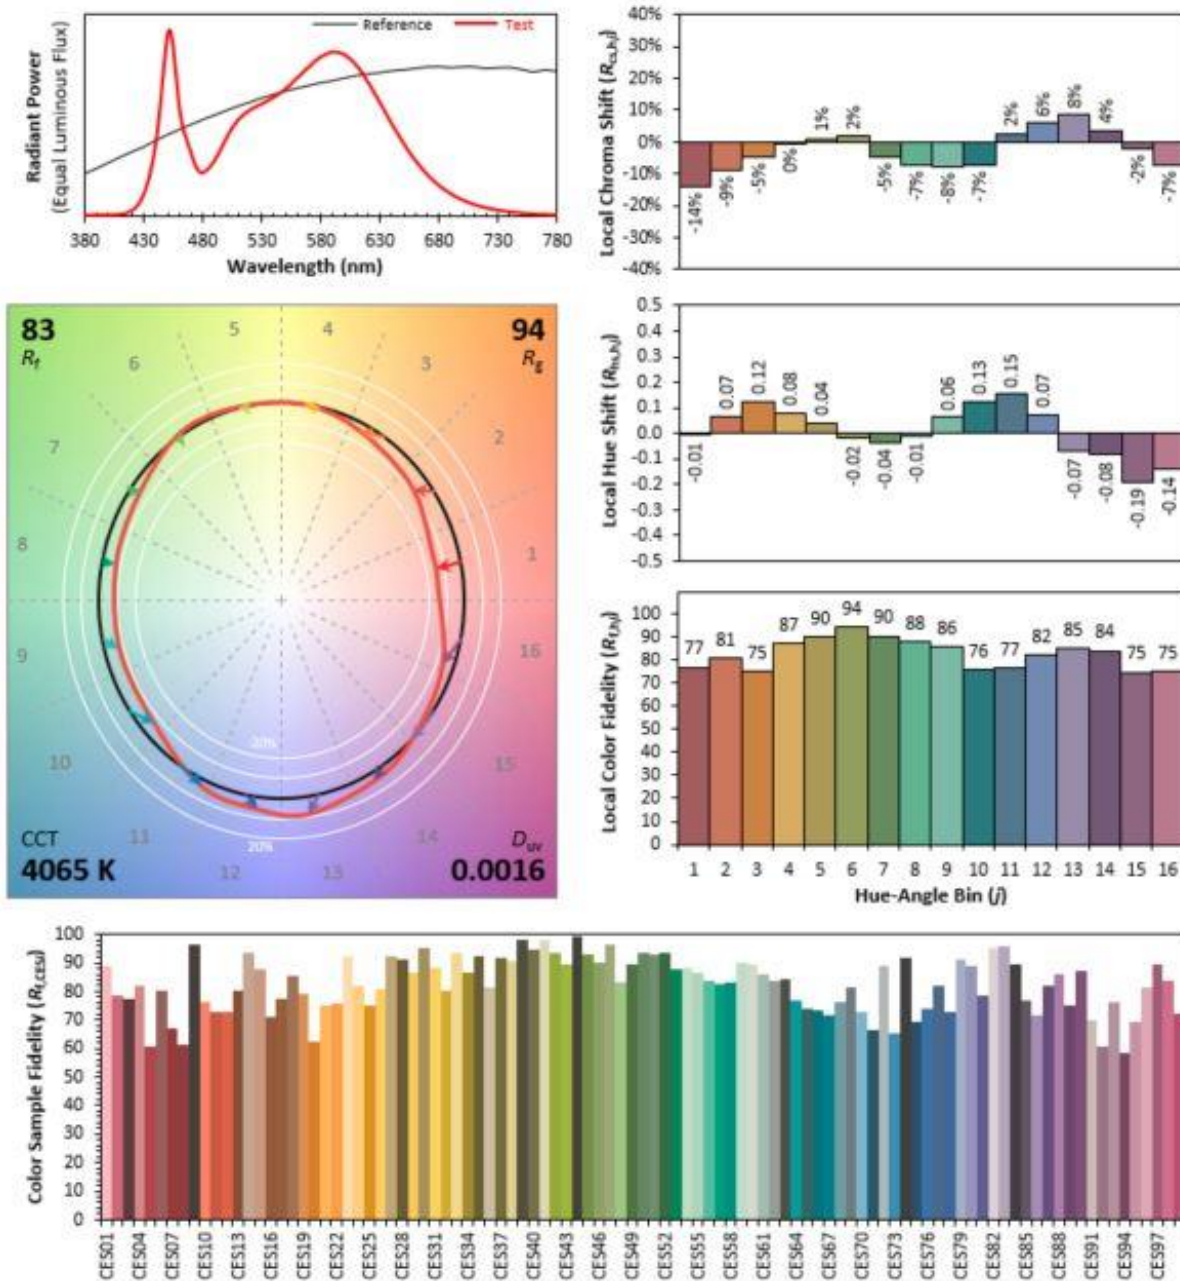 Radiant Power
(Equal Luminous Flux)
Reference
Test
380 430 480 530 580 630 680 730 780
Wavelength (nm)
Local Chroma Shift (Rcs,hj)
40%
30%
20%
10%
0%
-10%
-20%
-30%
-40%
-14% -9% -5% 0% 1% 2% -5% -7% -8% -7% 2% 6% 8% 4% -2% -7%
83
Rf
94
Rg
5 4
6 3
7 2
8 1
9 16
10 15
11 14
12 13
-20%
20%
CCT
4065 K
Duv
0.0016
Local Hue Shift (Rhs,hj)
0.5
0.4
0.3
0.2
0.1
0.0
-0.1
-0.2
-0.3
-0.4
-0.5
-0.01 0.07 0.12 0.08 0.04 -0.02 -0.04 -0.01 0.06 0.13 0.15 0.07 -0.07 -0.08 -0.19 -0.14
Local Color Fidelity (Rf,hj)
100
90
80
70
60
50
40
30
20
10
0
77 81 75 87 90 94 90 88 86 76 77 82 85 84 75 75
1 2 3 4 5 6 7 8 9 10 11 12 13 14 15 16
Hue-Angle Bin (j)
Color Sample Fidelity (Rf,CESi)
100
90
80
70
60
50
40
30
20
10
0
CES01 CES04 CES07 CES10 CES13 CES16 CES19 CES22 CES25 CES28 CES31 CES34 CES37 CES40 CES43 CES46 CES49 CES52 CES55 CES58 CES61 CES64 CES67 CES70 CES73 CES76 CES79 CES82 CES85 CES88 CES91 CES94 CES97